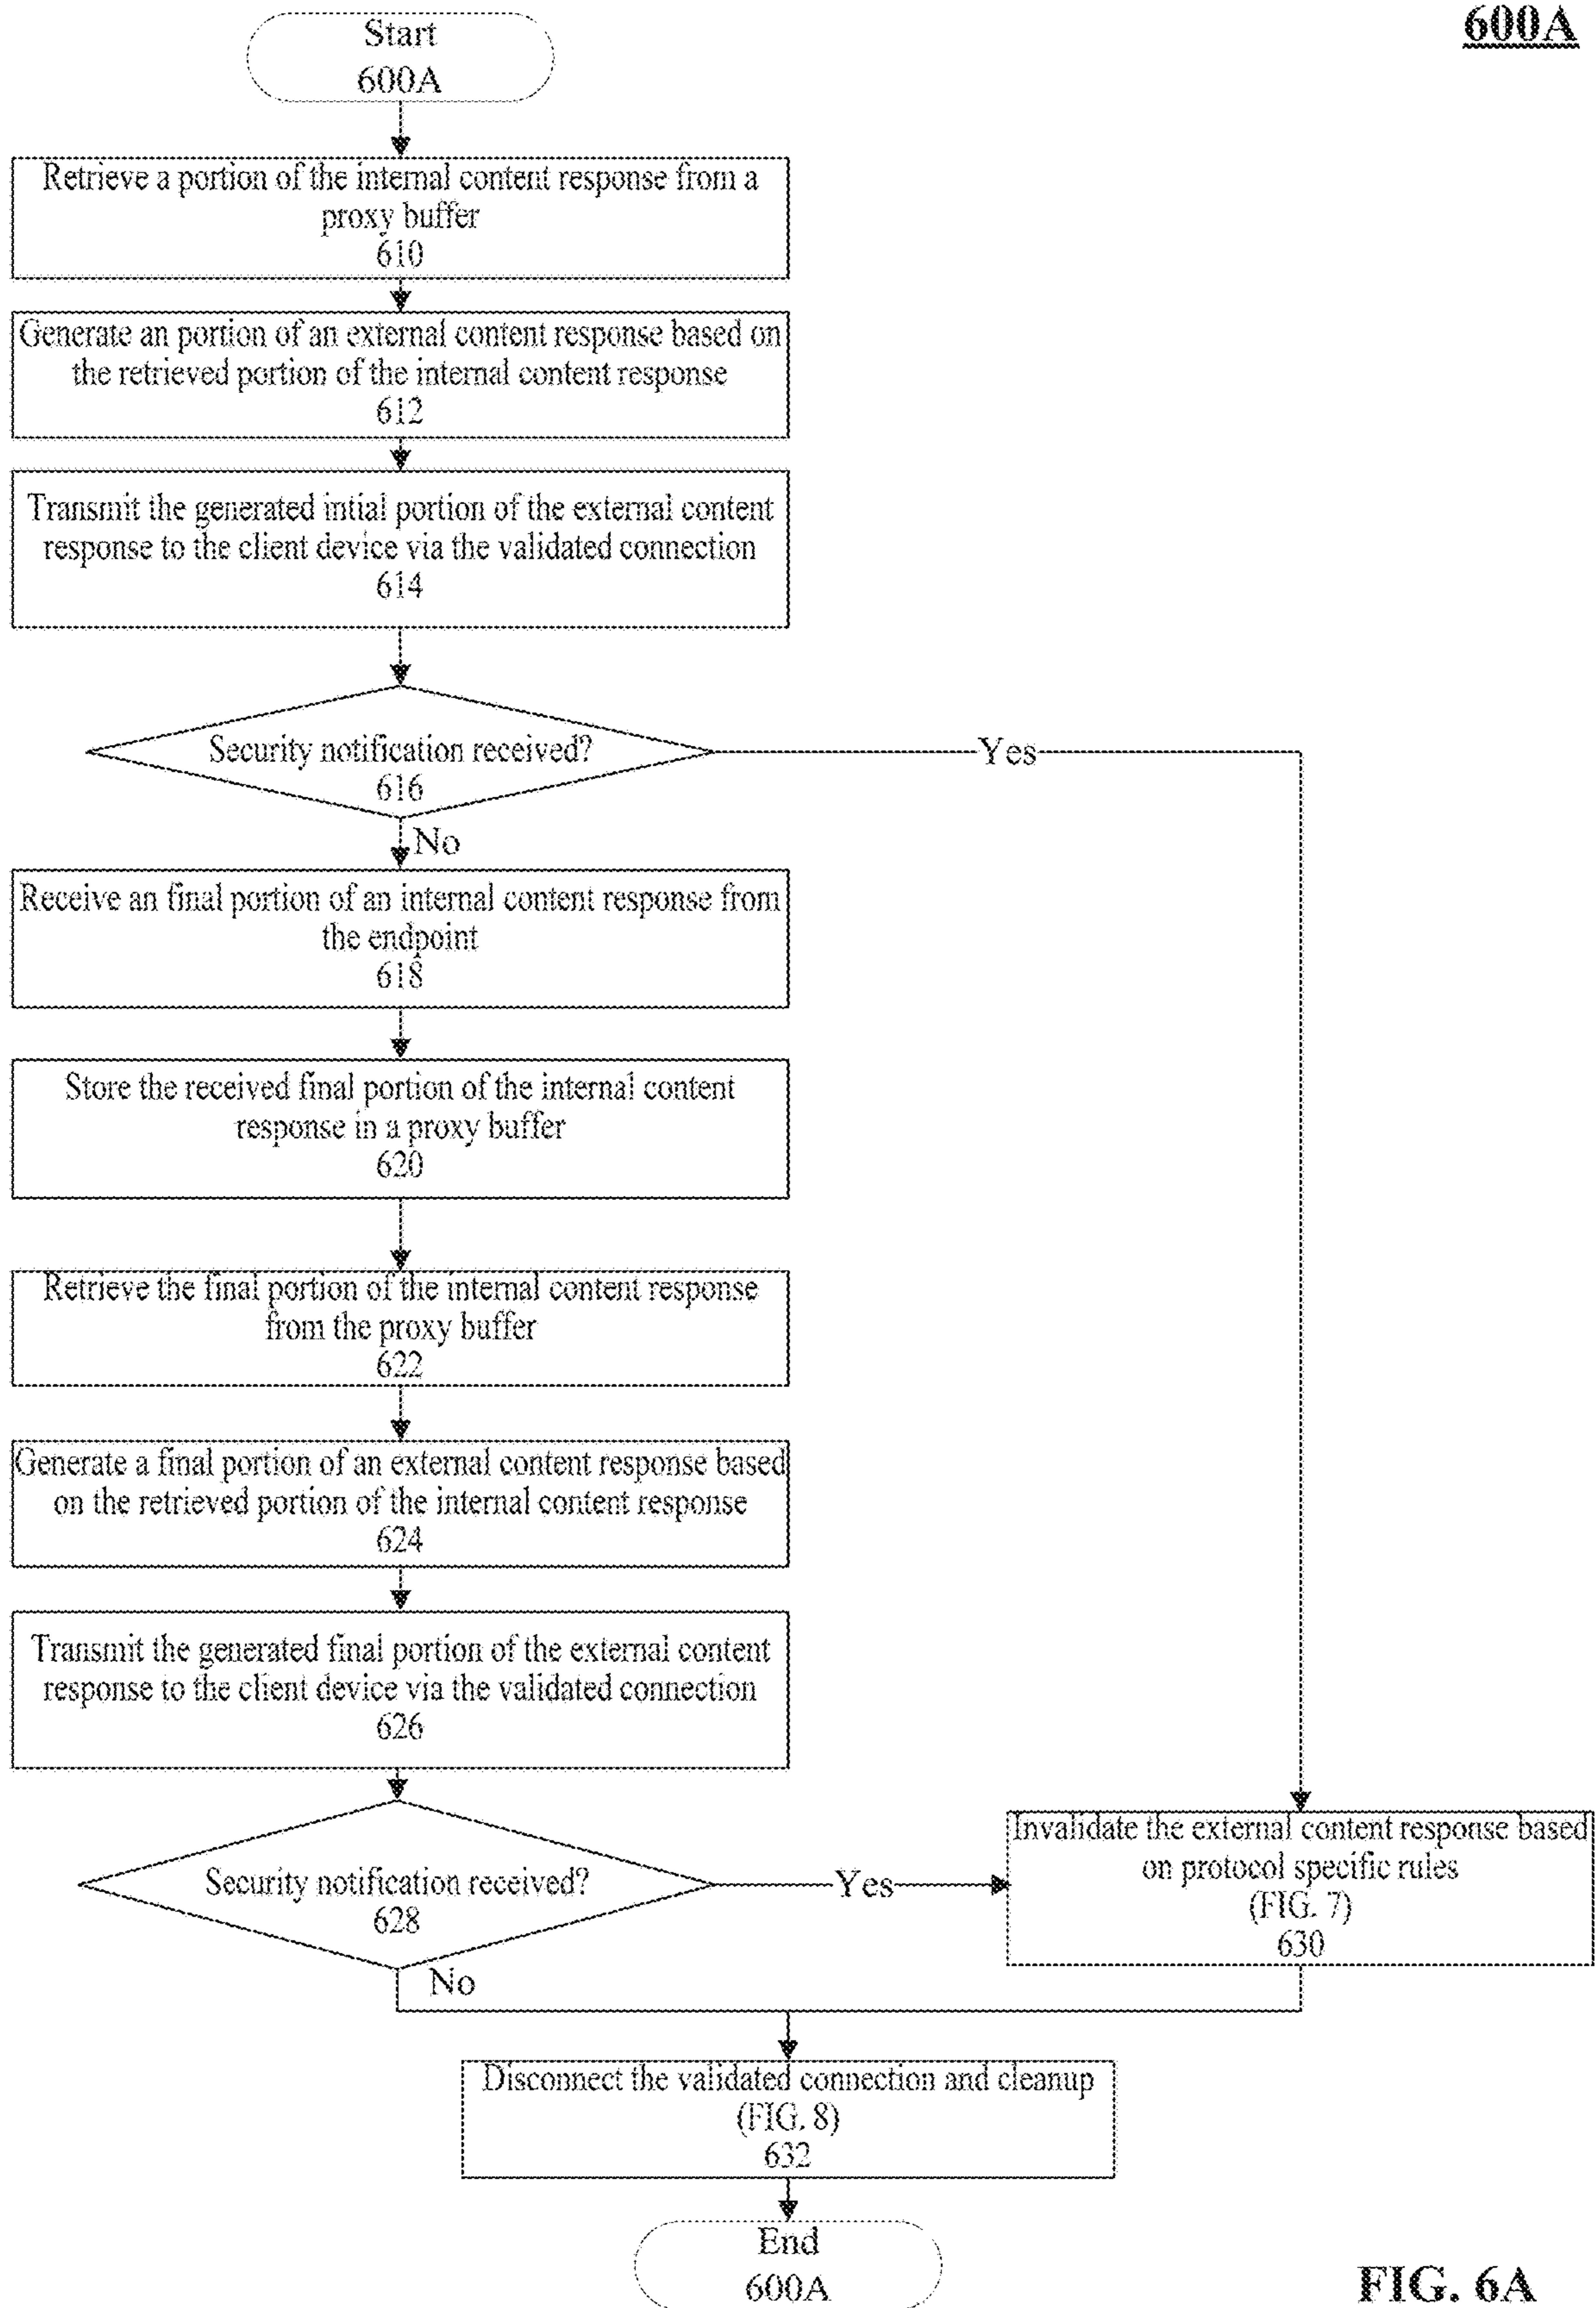 600A
Start
600A
Retrieve a portion of the internal content response from a
proxy buffer
610
Generate an portion of an external content response based on
the retrieved portion of the internal content response
612
Transmit the generated intial portion of the external content
response to the client device via the validated connection
614
Security notification received?
616
Yes
No
Receive an final portion of an internal content response from
the endpoint
618
Store the received final portion of the internal content
response in a proxy buffer
620
Retrieve the final portion of the internal content response
from the proxy buffer
622
Generate a final portion of an external content response based
on the retrieved portion of the internal content response
624
Transmit the generated final portion of the external content
response to the client device via the validated connection
626
Security notification received?
628
Yes
No
Invalidate the external content response based
on protocol specific rules
(FIG. 7)
630
Disconnect the validated connection and cleanup
(FIG. 8)
632
End
600A
FIG. 6A